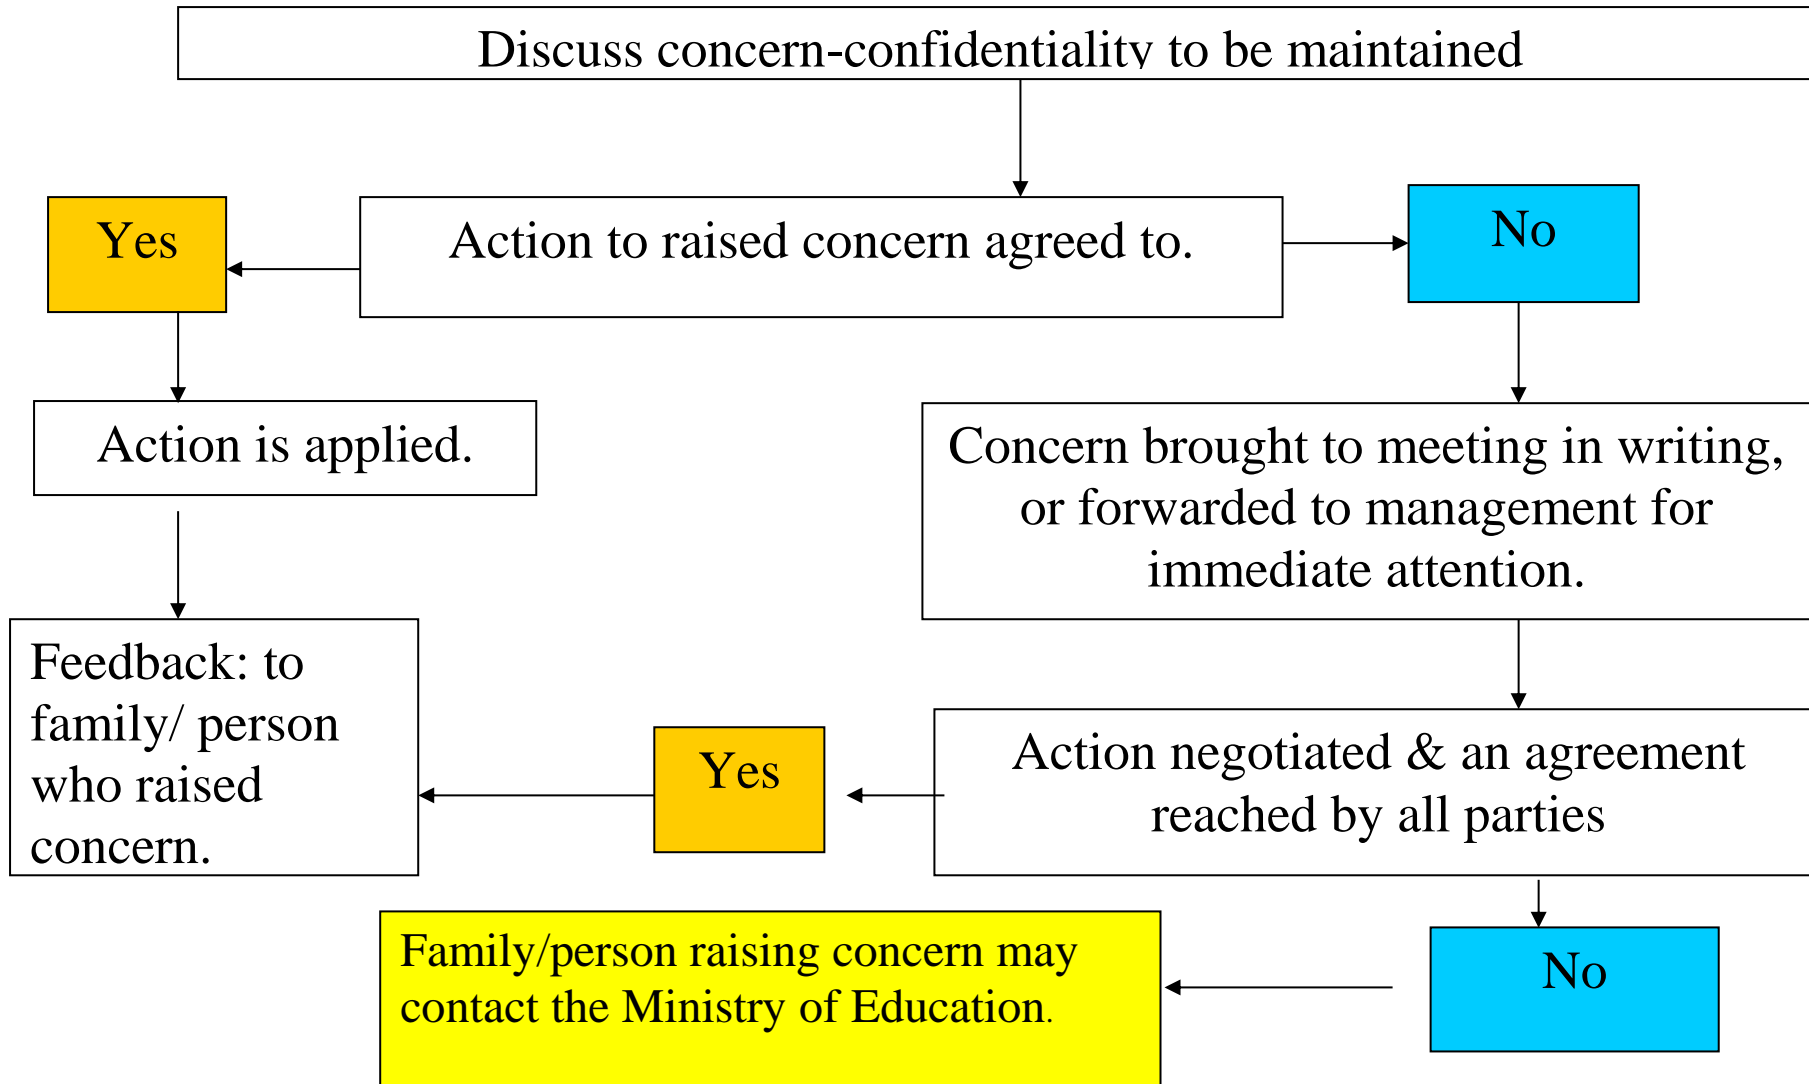 Discuss concern-confidentiality to be maintained
Yes
Action to raised concern agreed to.
No
Action is applied.
Concern brought to meeting in writing,
or forwarded to management for
immediate attention.
Feedback: to
family/ person
who raised
concern.
Yes
Action negotiated & an agreement
reached by all parties
Family/person raising concern may
contact the Ministry of Education.
No